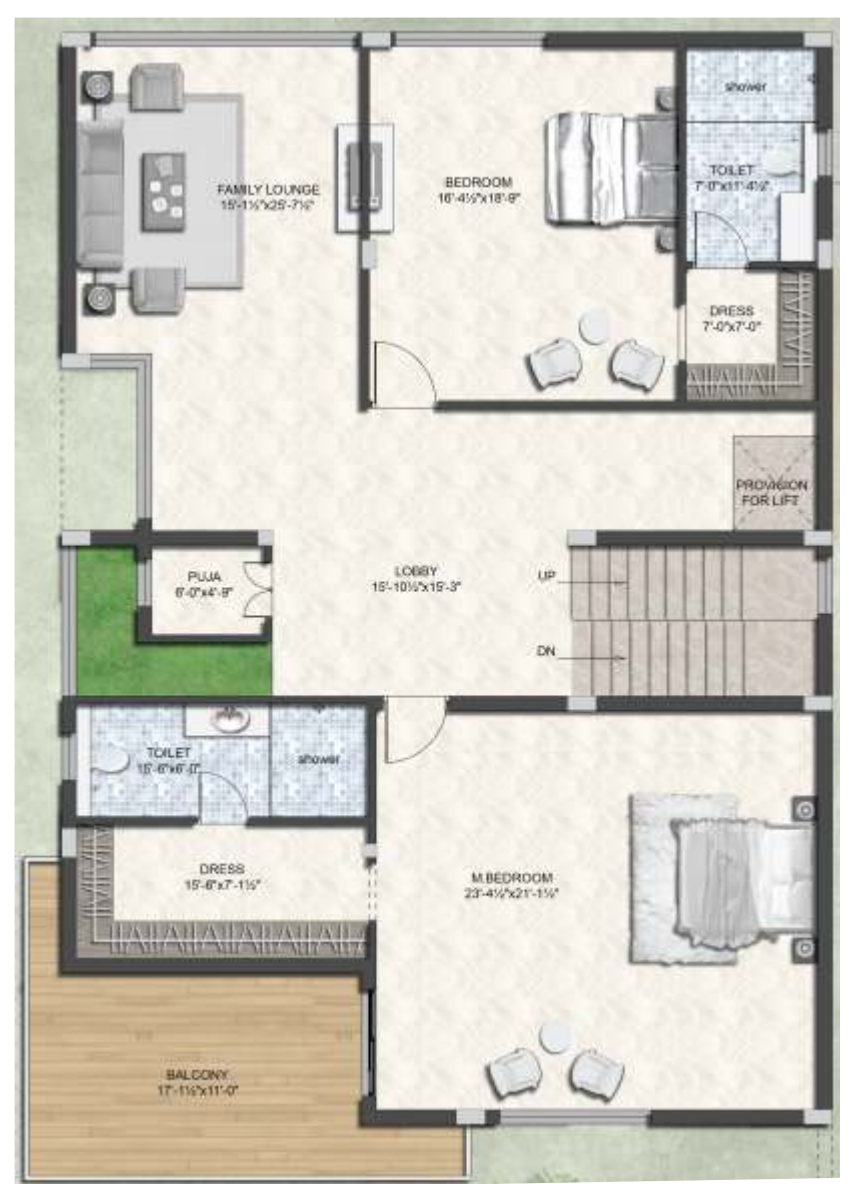 shower
FAMILY LOUNGE
15'-1½"x25'-7½"
BEDROOM
16'-4½"x18'-9"
TOILET
7'-0"x11'-4½"
DRESS
7'-0"x7'-0"
PROVISION
FOR LIFT
PUJA
6'-0"x4'-9"
LOBBY
15'-10½"x15'-3"
UP
DN
TOILET
15'-6"x6'-0"
shower
DRESS
15'-6"x7'-1½"
M.BEDROOM
23'-4½"x21'-1½"
BALCONY
17'-1½"x11'-0"